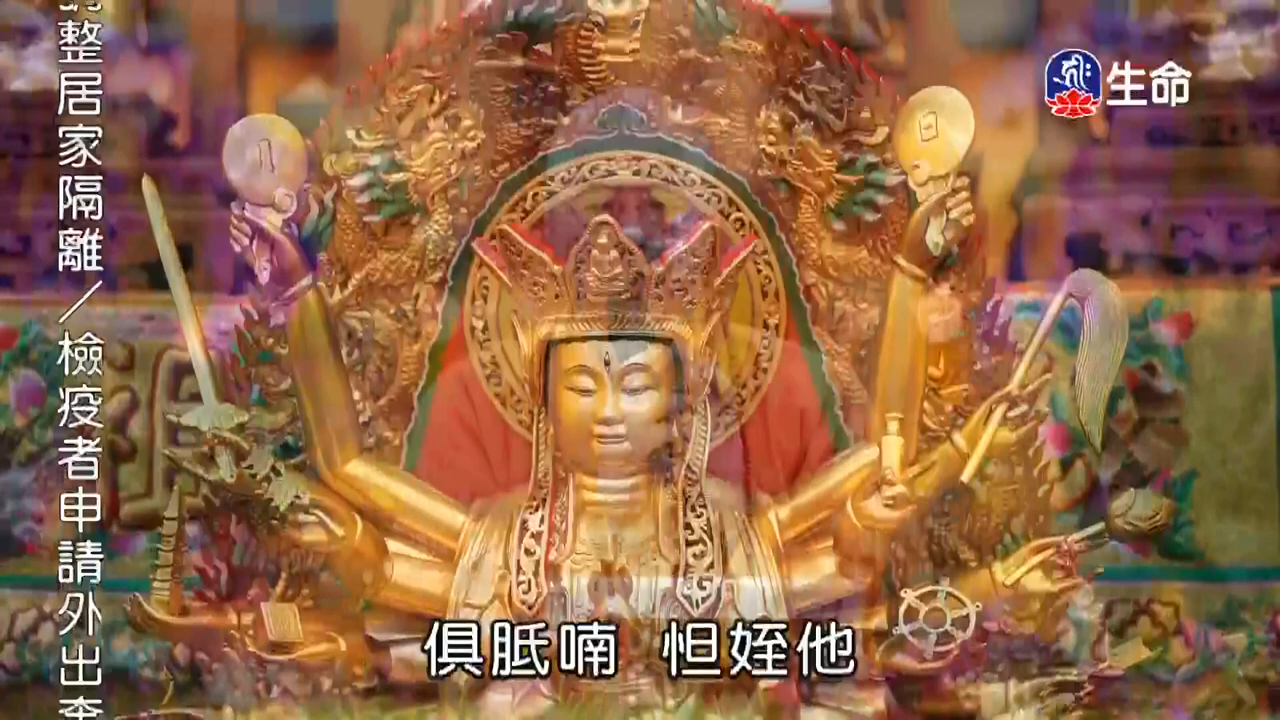 整居家隔離／檢疫者申請外出奔
生命
俱胝喃 怛姪他